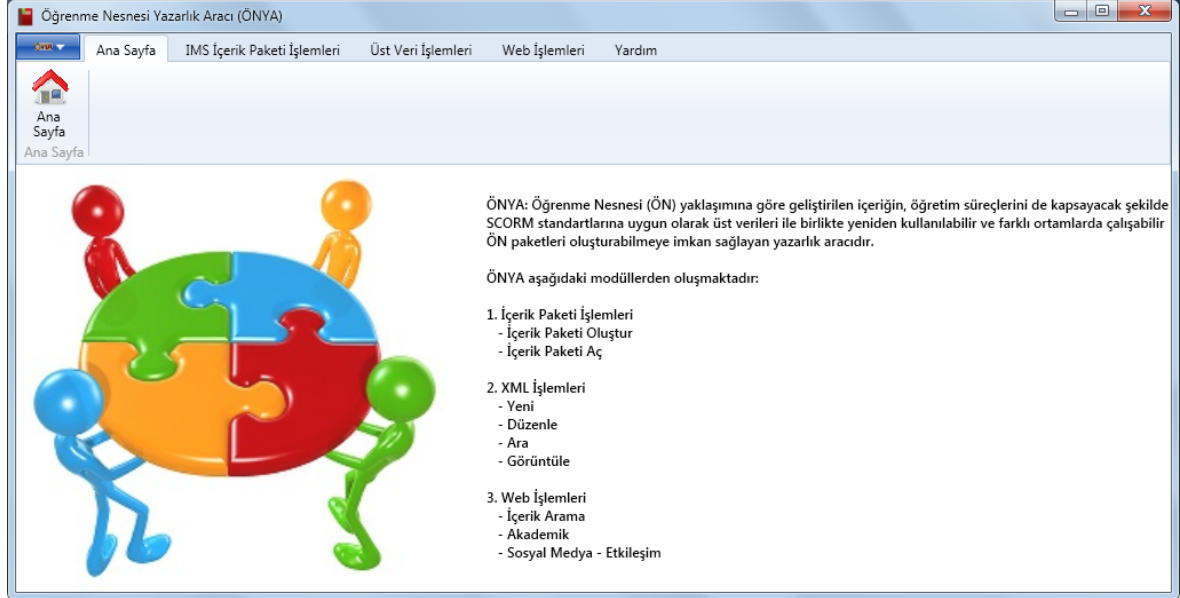 Öğrenme Nesnesi Yazarlık Aracı (ÖNYA)
ÖNYA
Ana Sayfa
IMS İçerik Paketi İşlemleri
Üst Veri İşlemleri
Web İşlemleri
Yardım
Ana
Sayfa
Ana Sayfa
ÖNYA: Öğrenme Nesnesi (ÖN) yaklaşımına göre geliştirilen içeriğin, öğretim süreçlerini de kapsayacak şekilde
SCORM standartlarına uygun olarak üst verileri ile birlikte yeniden kullanılabilir ve farklı ortamlarda çalışabilir
ÖN paketleri oluşturabilmeye imkan sağlayan yazarlık aracıdır.
ÖNYA aşağıdaki modüllerden oluşmaktadır:
1. İçerik Paketi İşlemleri
- İçerik Paketi Oluştur
- İçerik Paketi Aç
2. XML İşlemleri
- Yeni
- Düzenle
- Ara
- Görüntüle
3. Web İşlemleri
- İçerik Arama
- Akademik
- Sosyal Medya - Etkileşim